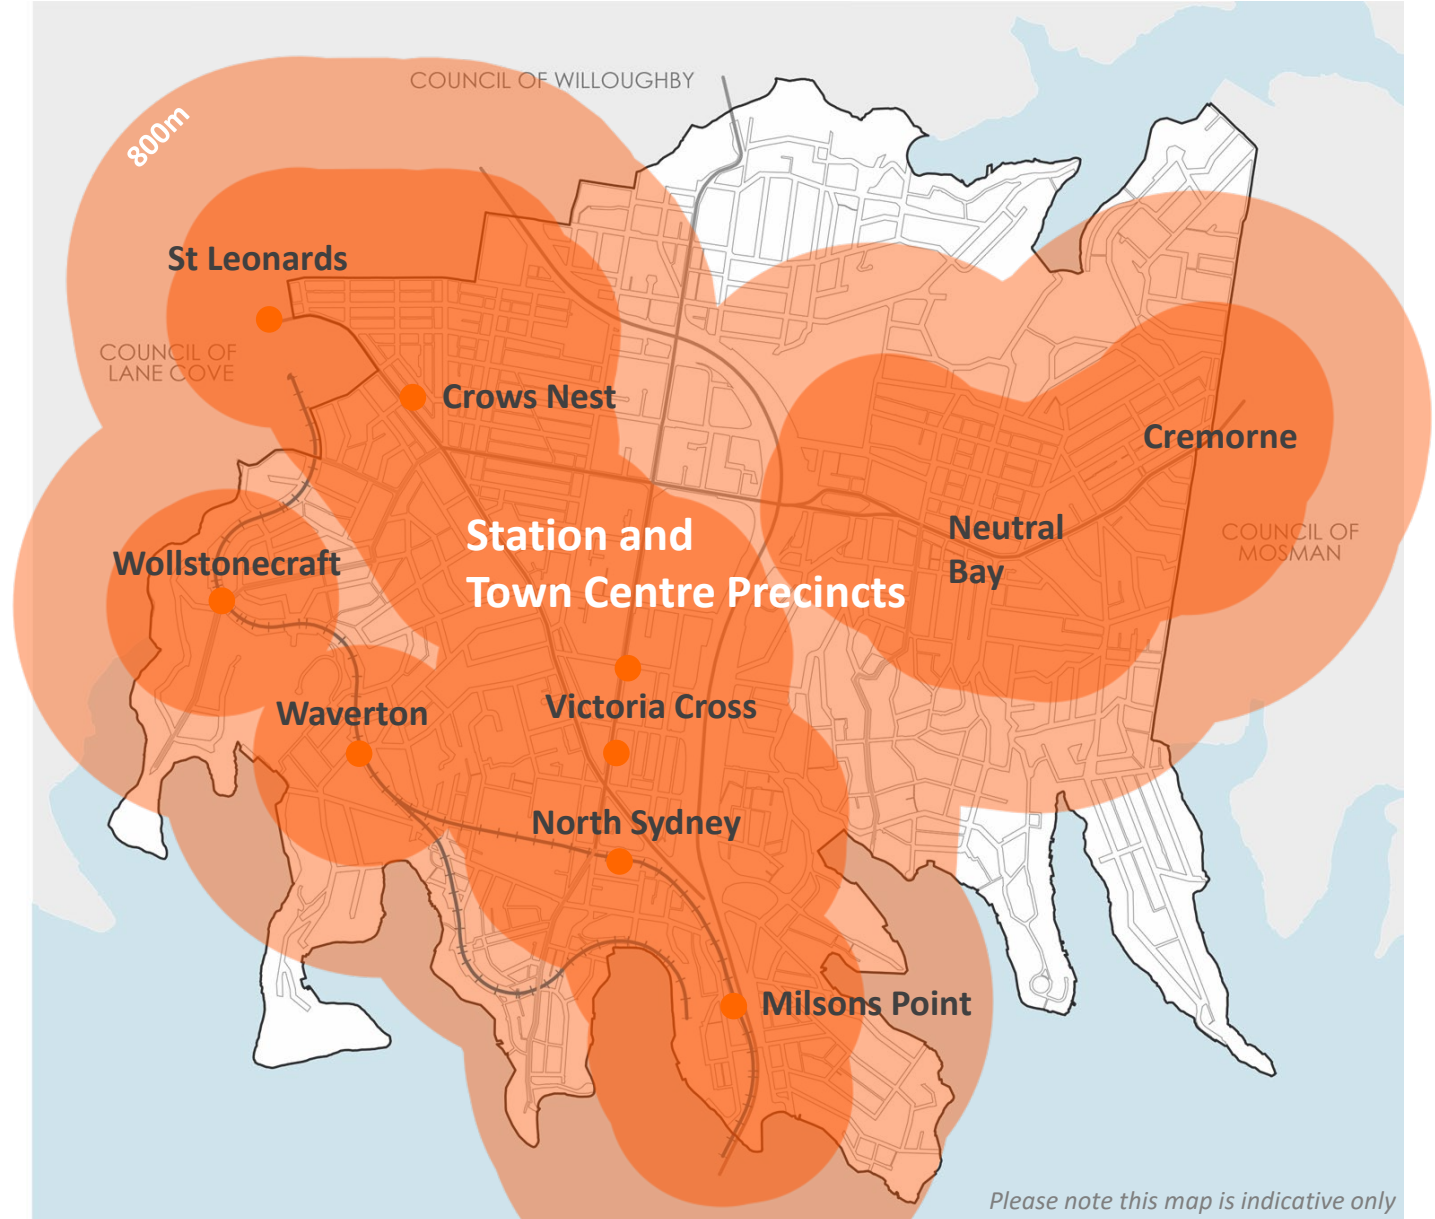 COUNCIL OF WILLOUGHBY
800m
St Leonards
COUNCIL OF
LANE COVE
Crows Nest
Cremorne
Neutral
Bay
COUNCIL OF
MOSMAN
Station and
Town Centre Precincts
Wollstonecraft
Waverton
Victoria Cross
North Sydney
Milsons Point
Please note this map is indicative only